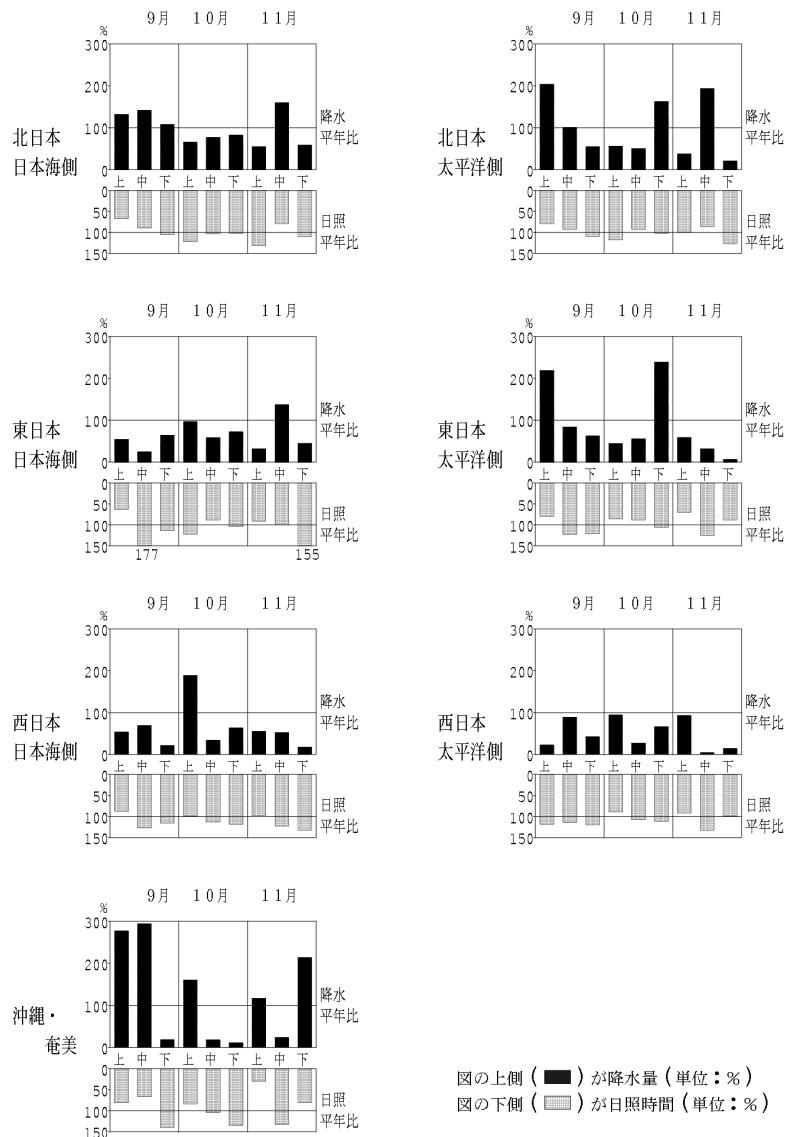 9月 10月 11月
%
300
200
100
0
降水
平年比
北日本
日本海側
上 中 下 上 中 下 上 中 下
0
50
100
150
日照
平年比
9月 10月 11月
%
300
200
100
0
降水
平年比
北日本
太平洋側
上 中 下 上 中 下 上 中 下
0
50
100
150
日照
平年比
9月 10月 11月
%
300
200
100
0
降水
平年比
東日本
日本海側
上 中 下 上 中 下 上 中 下
0
50
100
150
日照
平年比
177 155
9月 10月 11月
%
300
200
100
0
降水
平年比
東日本
太平洋側
上 中 下 上 中 下 上 中 下
0
50
100
150
日照
平年比
9月 10月 11月
%
300
200
100
0
降水
平年比
西日本
日本海側
上 中 下 上 中 下 上 中 下
0
50
100
150
日照
平年比
9月 10月 11月
%
300
200
100
0
降水
平年比
西日本
太平洋側
上 中 下 上 中 下 上 中 下
0
50
100
150
日照
平年比
9月 10月 11月
%
300
200
100
0
降水
平年比
沖縄・
奄美
上 中 下 上 中 下 上 中 下
0
50
100
150
日照
平年比
図の上側（ ）が降水量（単位：%）
図の下側（ ）が日照時間（単位：%）